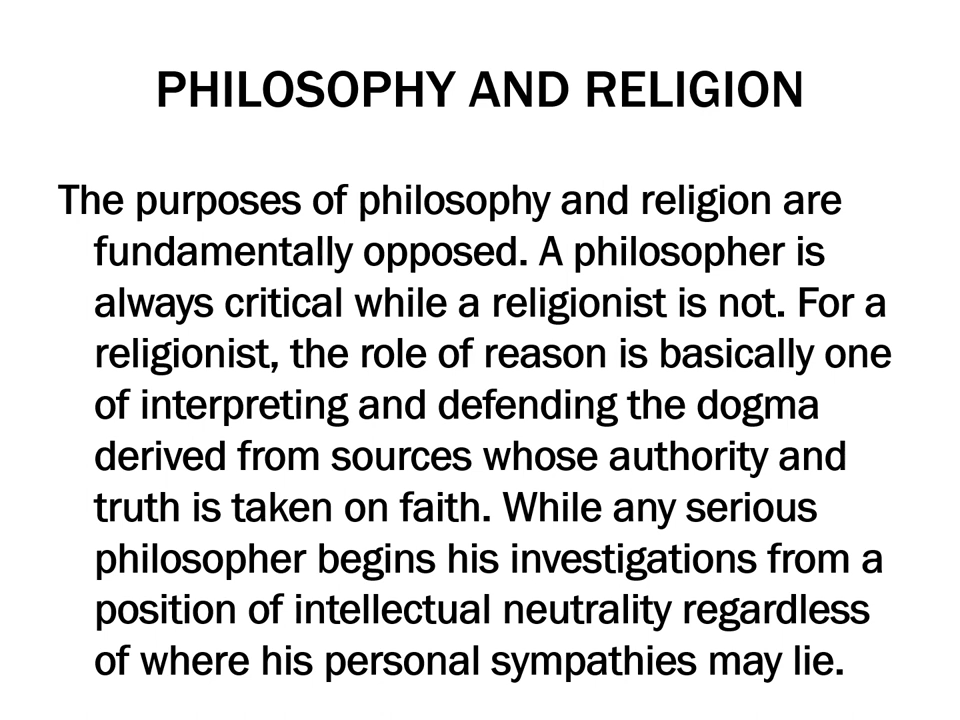 PHILOSOPHY AND RELIGION
The purposes of philosophy and religion are
fundamentally opposed. A philosopher is
always critical while a religionist is not. For a
religionist, the role of reason is basically one
of interpreting and defending the dogma
derived from sources whose authority and
truth is taken on faith. While any serious
philosopher begins his investigations from a
position of intellectual neutrality regardless
of where his personal sympathies may lie.